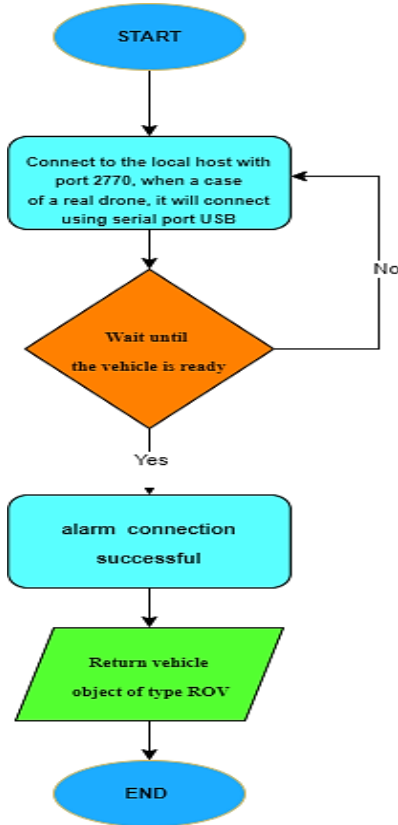 START
Connect to the local host with
port 2770, when a case
of a real drone, it will connect
using serial port USB
No
Wait until
the vehicle is ready
Yes
alarm connection
successful
Return vehicle
object of type ROV
END